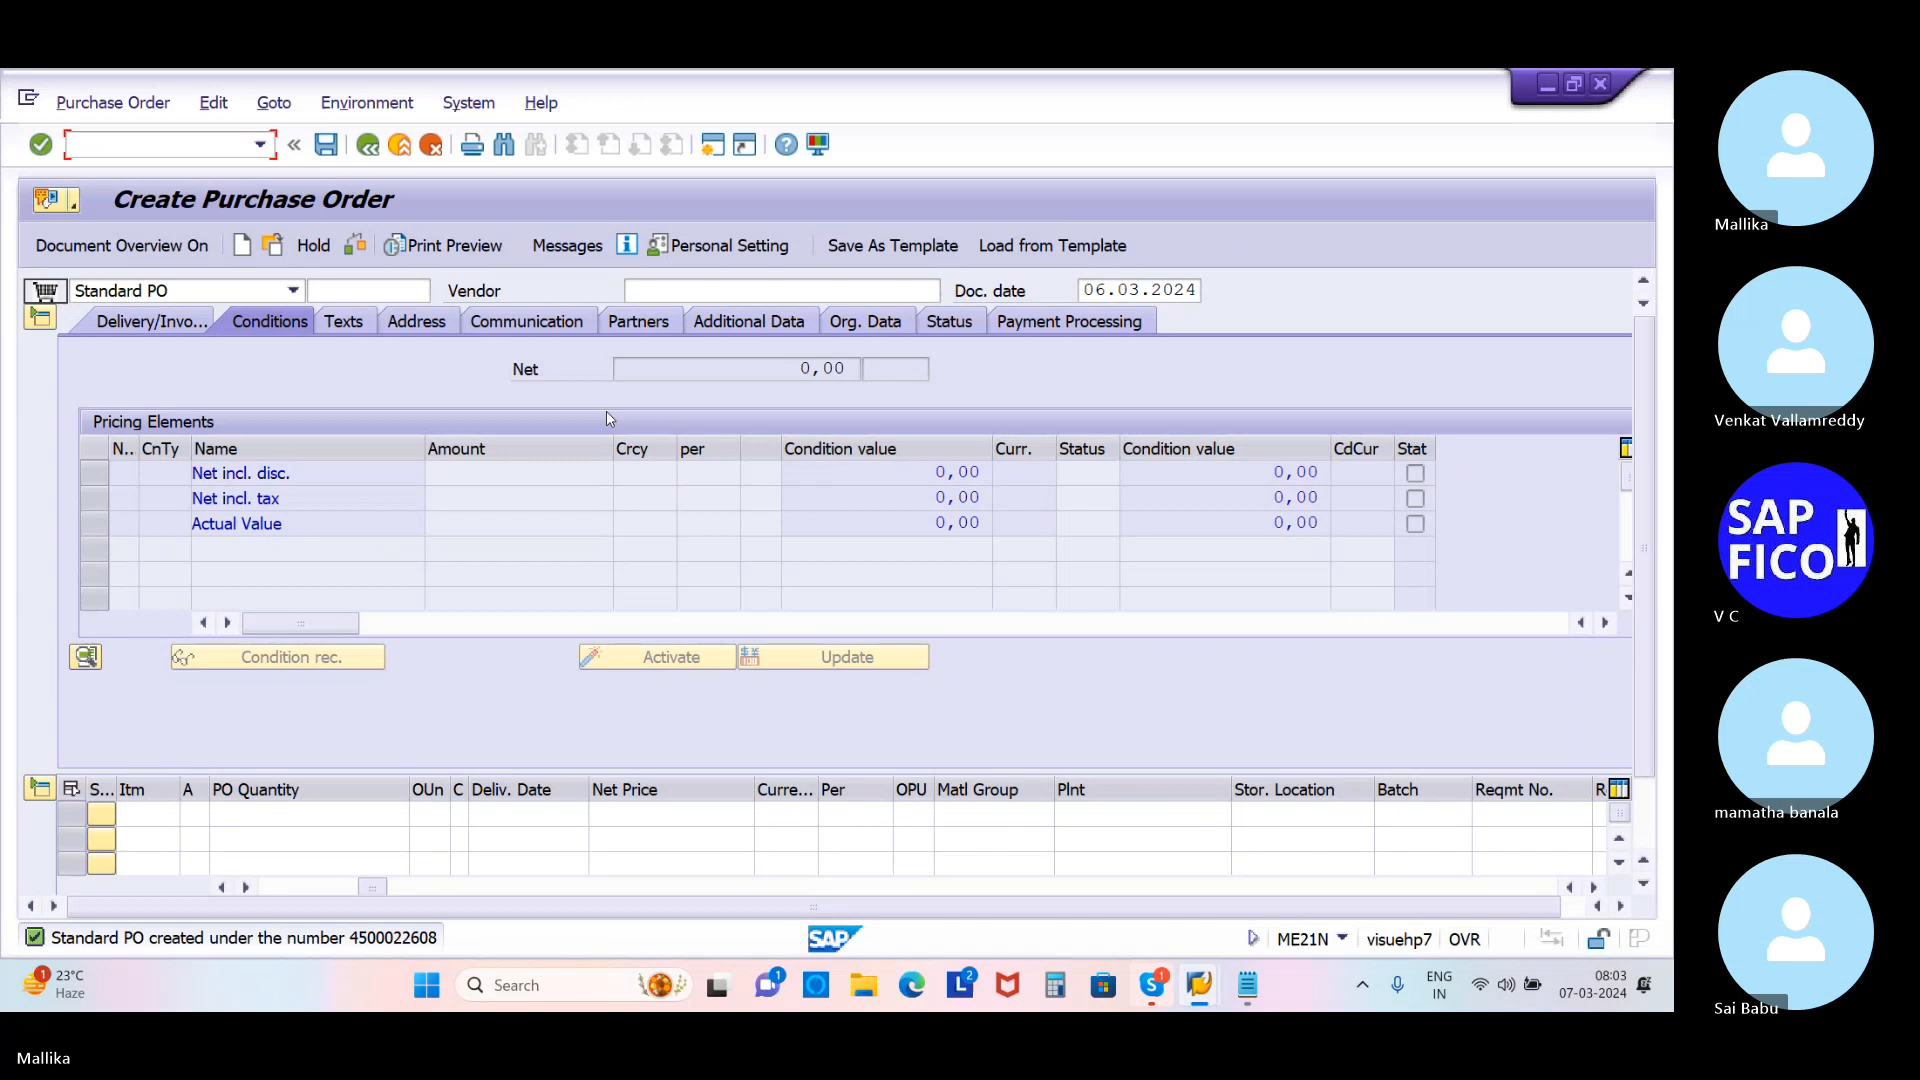 Purchase Order Edit Goto Environment System Help
Create Purchase Order
Document Overview On Hold Print Preview Messages Personal Setting Save As Template Load from Template
Standard PO Vendor Doc. date 06.03.2024
Delivery/Invo... Conditions Texts Address Communication Partners Additional Data Org. Data Status Payment Processing
Net 0,00
Pricing Elements
N.. CnTy Name Amount Crcy per Condition value Curr. Status Condition value CdCur Stat
Net incl. disc. 0,00 0,00
Net incl. tax 0,00 0,00
Actual Value 0,00 0,00
Condition rec. Activate Update
S... Itm A PO Quantity OUn C Deliv. Date Net Price Curre... Per OPU Matl Group Plnt Stor. Location Batch Reqmt No. R
Standard PO created under the number 4500022608 SAP ME21N visuehp7 OVR
1 23°C
Haze
Search
1
2
1
ENG
IN
08:03
07-03-2024
Mallika
Venkat Vallamreddy
SAP
FICO
V C
mamatha banala
Sai Babu
Mallika